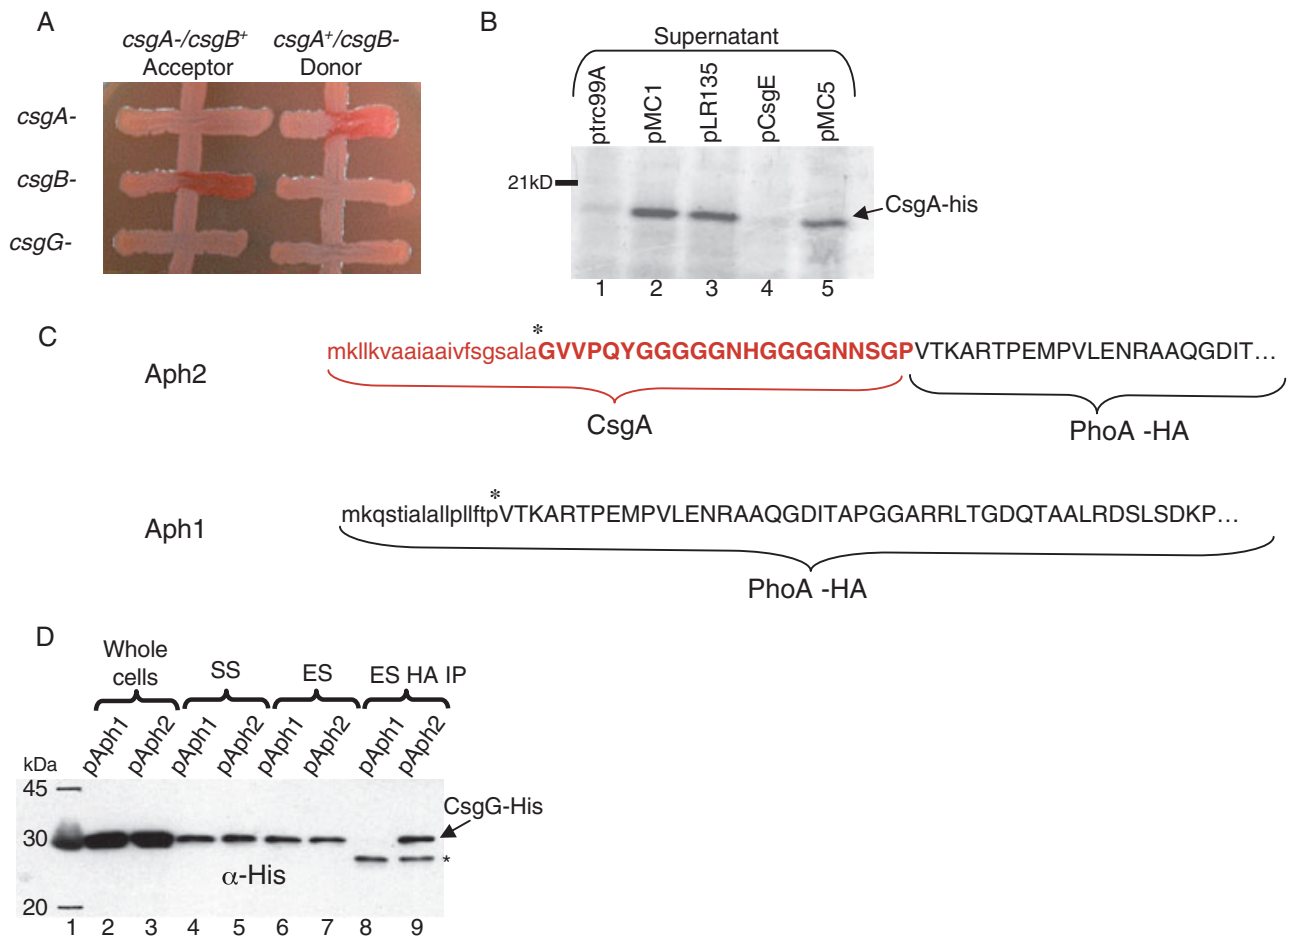 A
csgA-/csgB+ csgA+/csgB-
Acceptor Donor
csgA-
csgB-
csgG-
B
Supernatant
ptrc99A pMC1 pLR135 pCsgE pMC5
21kD
CsgA-his
1 2 3 4 5
C
*
Aph2 mkllkvaaiaaivfsgsalaGVVPQYGGGGGNHGGGGNNSGPVTKARTPEMPVLENRAAQGDIT...
CsgA PhoA -HA
*
Aph1 mkqstialallpllftpVTKARTPEMPVLENRAAQGDITAPGGARRLTGDQTAALRDSLSDKP...
PhoA -HA
D
Whole
cells SS ES ES HA IP
pAph1 pAph2 pAph1 pAph2 pAph1 pAph2 pAph1 pAph2
kDa
45
30
20
CsgG-His
*
α-His
1 2 3 4 5 6 7 8 9